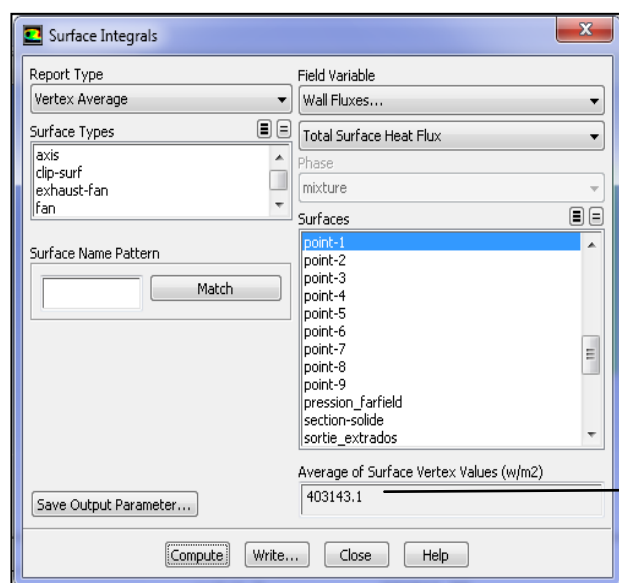 Surface Integrals
Report Type
Vertex Average
Surface Types
axis
clip-surf
exhaust-fan
fan
Surface Name Pattern
Match
Save Output Parameter...
Field Variable
Wall Fluxes...
Total Surface Heat Flux
Phase
mixture
Surfaces
point-1
point-2
point-3
point-4
point-5
point-6
point-7
point-8
point-9
pression_farfield
section-solide
sortie_extrados
Average of Surface Vertex Values (w/m2)
403143.1
Compute Write... Close Help